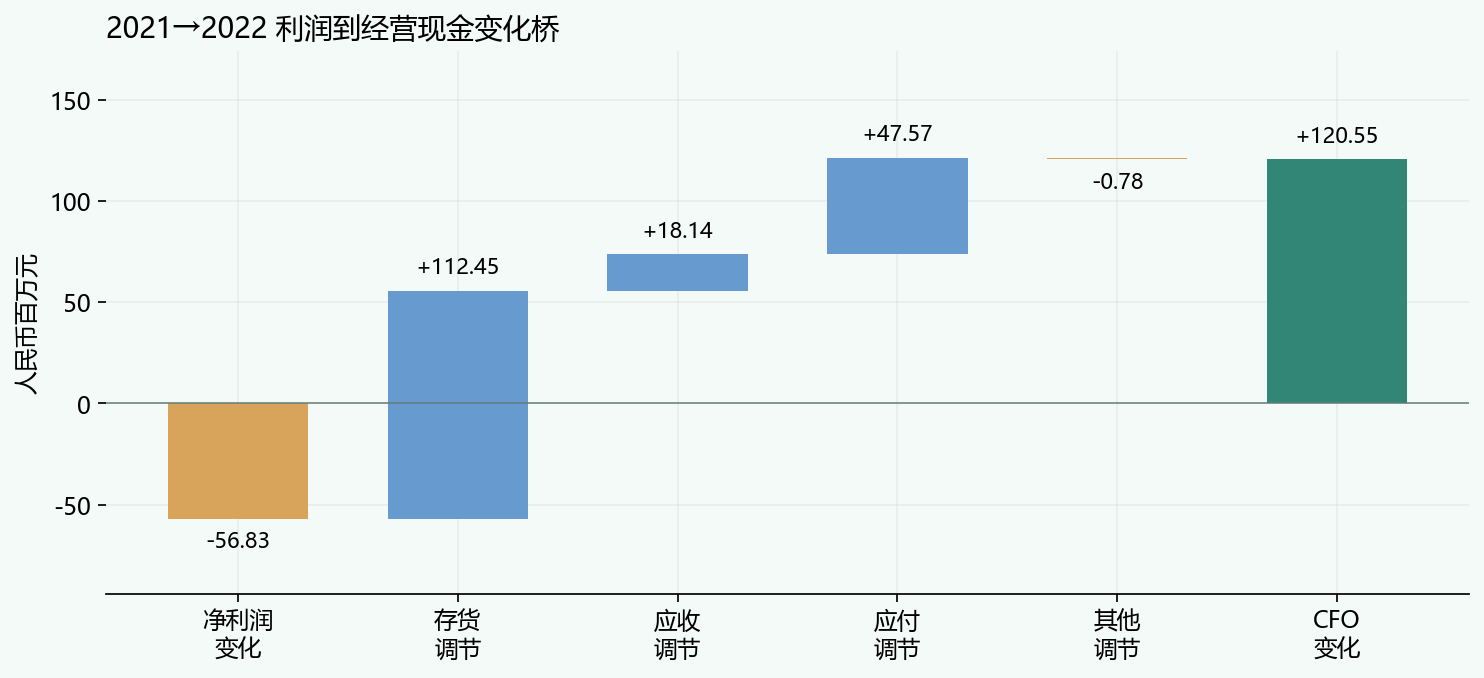 2021→2022 利润到经营现金变化桥
人民币百万元
150
100
50
0
-50
-56.83
+112.45
+18.14
+47.57
-0.78
+120.55
净利润
变化
存货
调节
应收
调节
应付
调节
其他
调节
CFO
变化